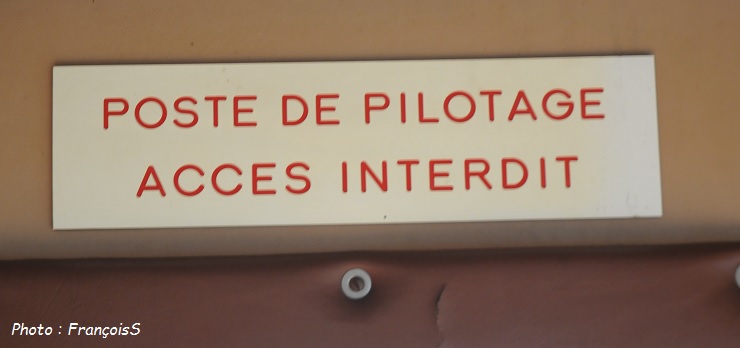 POSTE DE PILOTAGE
ACCES INTERDIT
Photo : FrançoisS